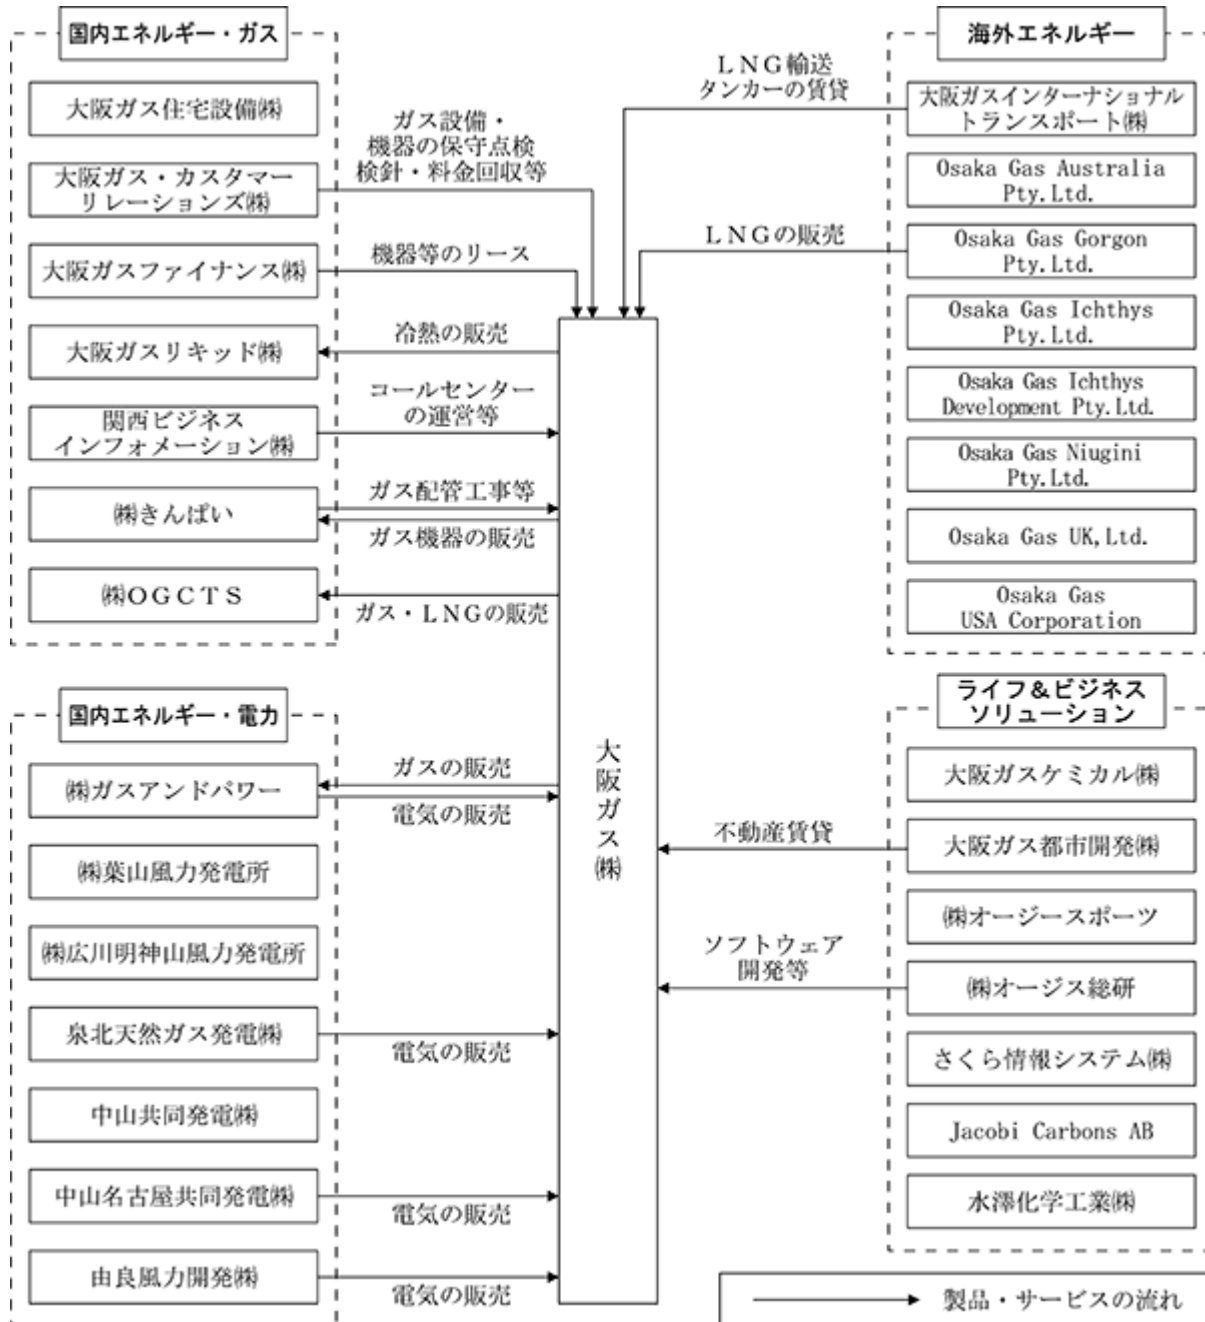 国内エネルギー・ガス
大阪ガス住宅設備㈱
大阪ガス・カスタマー
リレーションズ㈱
大阪ガスファイナンス㈱
大阪ガスリキッド㈱
関西ビジネス
インフォメーション㈱
㈱きんぱい
㈱ＯＧＣＴＳ
ガス設備・
機器の保守点検
検針・料金回収等
機器等のリース
冷熱の販売
コールセンター
の運営等
ガス配管工事等
ガス機器の販売
ガス・ＬＮＧの販売
国内エネルギー・電力
㈱ガスアンドパワー
㈱葉山風力発電所
㈱広川明神山風力発電所
泉北天然ガス発電㈱
中山共同発電㈱
中山名古屋共同発電㈱
由良風力開発㈱
ガスの販売
電気の販売
電気の販売
電気の販売
電気の販売
大阪ガス㈱
海外エネルギー
ＬＮＧ輸送
タンカーの賃貸
大阪ガスインターナショナル
トランスポート㈱
Osaka Gas Australia
Pty.Ltd.
ＬＮＧの販売
Osaka Gas Gorgon
Pty.Ltd.
Osaka Gas Ichthys
Pty.Ltd.
Osaka Gas Ichthys
Development Pty.Ltd.
Osaka Gas Niugini
Pty.Ltd.
Osaka Gas UK,Ltd.
Osaka Gas
USA Corporation
ライフ＆ビジネス
ソリューション
大阪ガスケミカル㈱
不動産賃貸
大阪ガス都市開発㈱
㈱オージースポーツ
ソフトウェア
開発等
㈱オージス総研
さくら情報システム㈱
Jacobi Carbons AB
水澤化学工業㈱
製品・サービスの流れ